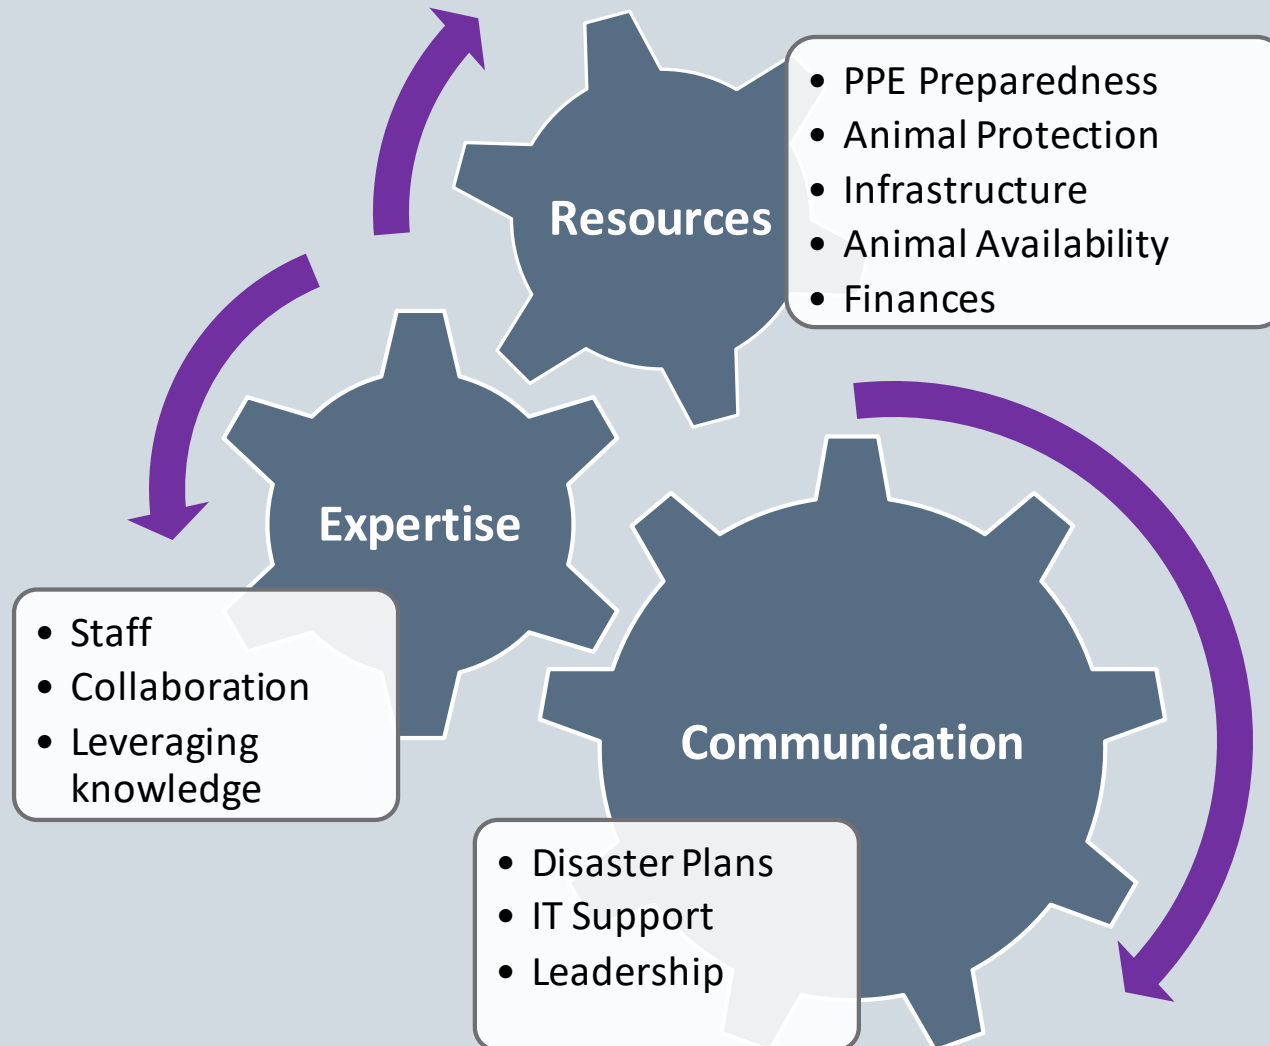 Resources
• PPE Preparedness
• Animal Protection
• Infrastructure
• Animal Availability
• Finances
Expertise
• Staff
• Collaboration
• Leveraging
knowledge
Communication
• Disaster Plans
• IT Support
• Leadership